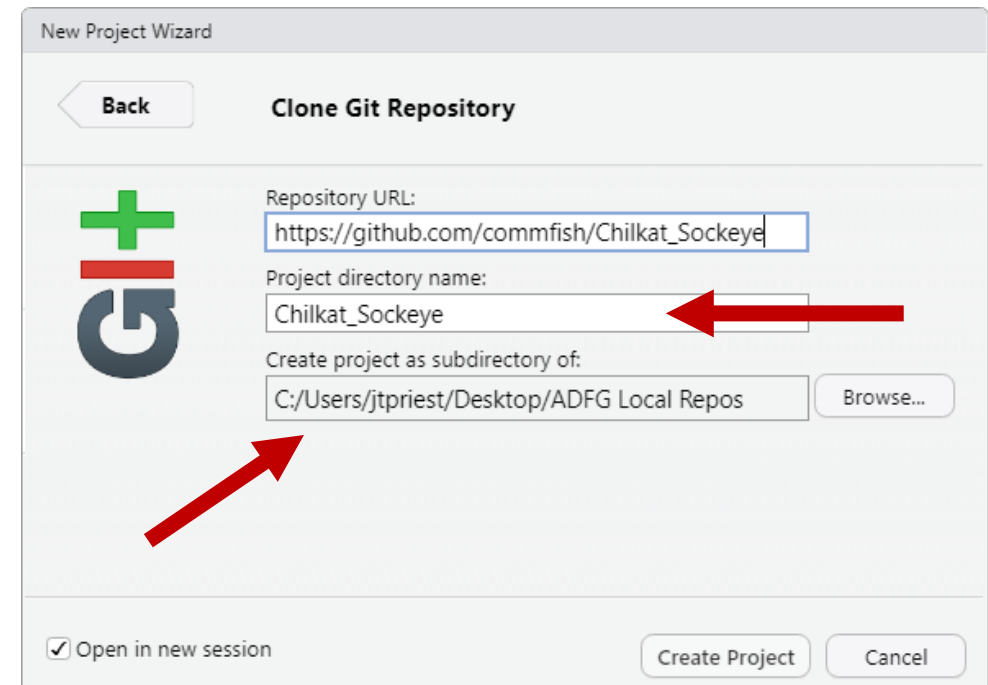 New Project Wizard
Back
Clone Git Repository
GIt
Repository URL:
https://github.com/commfish/Chilkat_Sockeye
Project directory name:
Chilkat_Sockeye
Create project as subdirectory of:
C:/Users/jtpriest/Desktop/ADFG Local Repos
Browse...
Open in new session
Create Project
Cancel